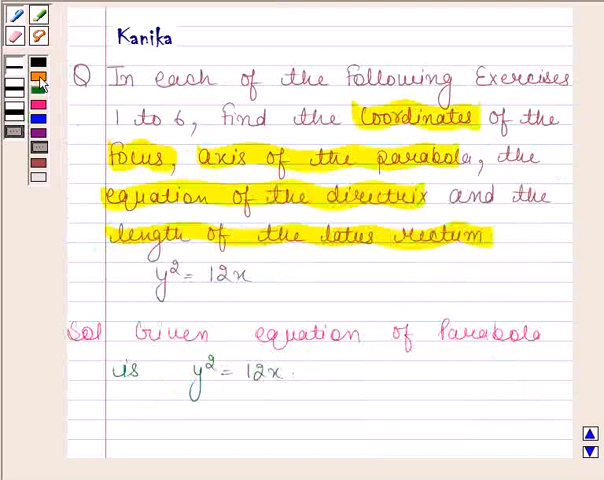 Kanika
Q In each of the following Exercises
1 to 6, find the coordinates of the
focus, axis of the parabola, the
equation of the directrix and the
length of the latus rectum
y² = 12x
Sol Given equation of Parabola
is y² = 12x.